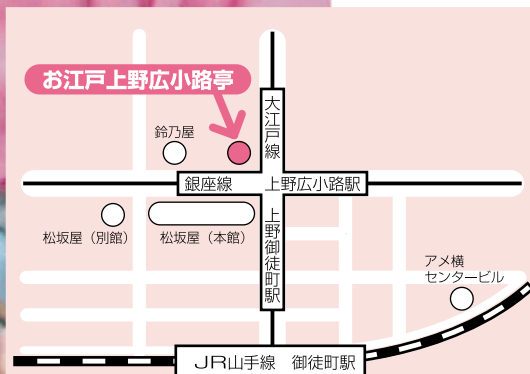 お江戸上野広小路亭
大江戸線
鈴乃屋
銀座線 上野広小路駅
松坂屋(別館)
松坂屋(本館)
上野御徒町駅
アメ横
センタービル
JR山手線 御徒町駅